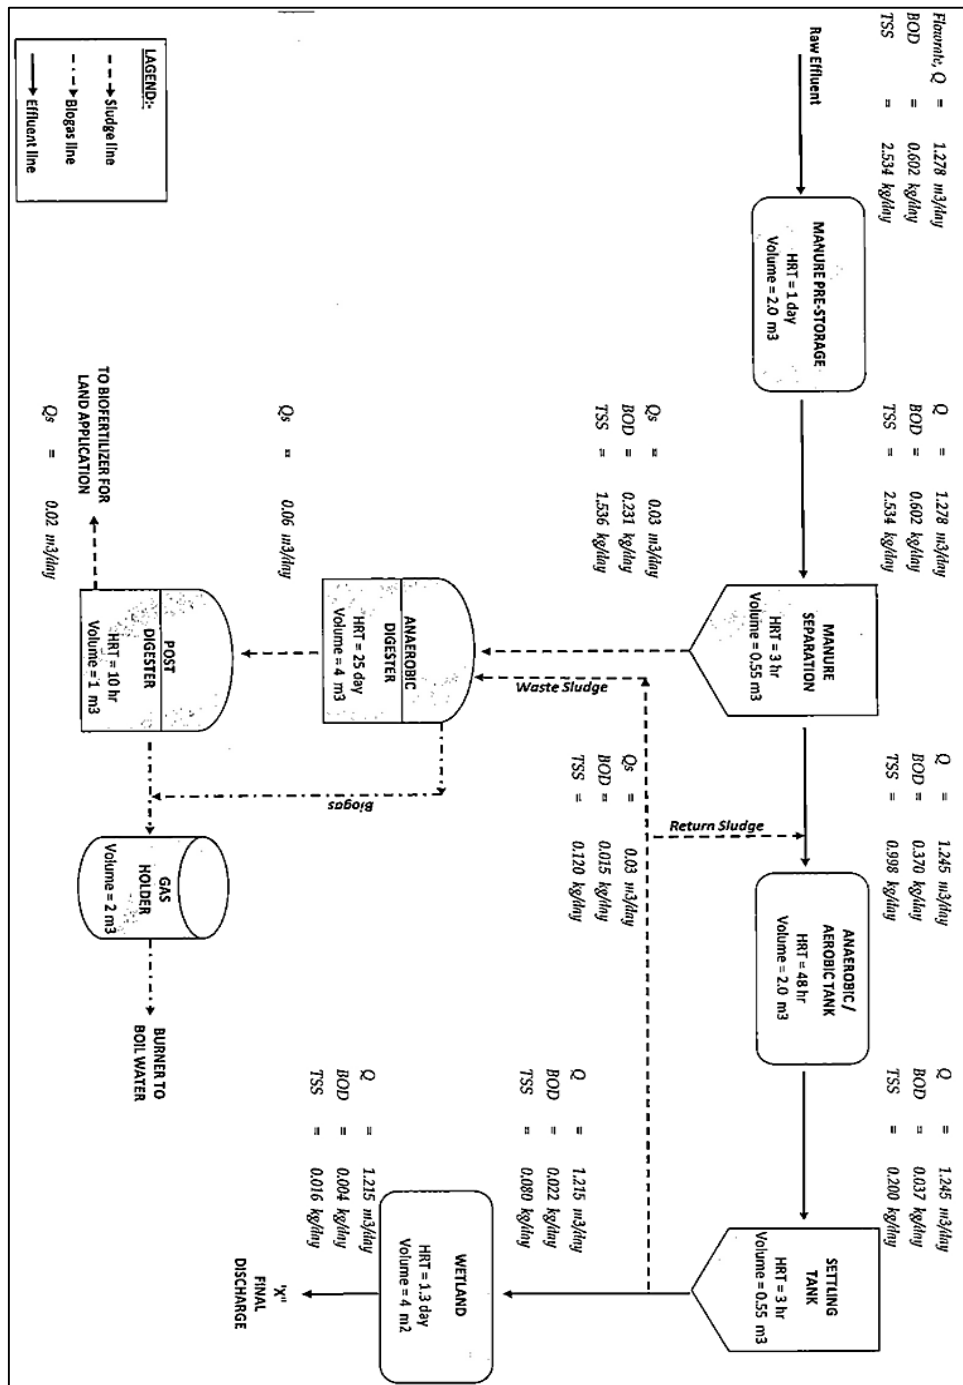 Flowrate, Q = 1.278 m3/day
BOD = 0.602 kg/day
TSS = 2.534 kg/day
Raw Effluent
MANURE PRE-STORAGE
HRT = 1 day
Volume = 2.0 m3
Q = 1.278 m3/day
BOD = 0.602 kg/day
TSS = 2.534 kg/day
MANURE
SEPARATION
HRT = 3 hr
Volume = 0.55 m3
Q = 1.245 m3/day
BOD = 0.370 kg/day
TSS = 0.998 kg/day
ANAEROBIC /
AEROBIC TANK
HRT = 48 hr
Volume = 2.0 m3
Q = 1.245 m3/day
BOD = 0.037 kg/day
TSS = 0.200 kg/day
SETTLING
TANK
HRT = 3 hr
Volume = 0.55 m3
Qs = 0.03 m3/day
BOD = 0.231 kg/day
TSS = 1.536 kg/day
Waste Sludge
Return Sludge
Qs = 0.03 m3/day
BOD = 0.015 kg/day
TSS = 0.120 kg/day
Q = 1.215 m3/day
BOD = 0.022 kg/day
TSS = 0.080 kg/day
ANAEROBIC
DIGESTER
HRT = 25 day
Volume = 4 m3
Biogas
WETLAND
HRT = 1.3 day
Volume = 4 m2
Qs = 0.06 m3/day
Q = 1.215 m3/day
BOD = 0.004 kg/day
TSS = 0.016 kg/day
POST
DIGESTER
HRT = 10 hr
Volume = 1 m3
GAS
HOLDER
Volume = 2 m3
BURNER TO
BOIL WATER
'X"
FINAL
DISCHARGE
TO BIOFERTILIZER FOR
LAND APPLICATION
Qs = 0.02 m3/day
LAGEND:-
Sludge line
Biogas line
Effluent line